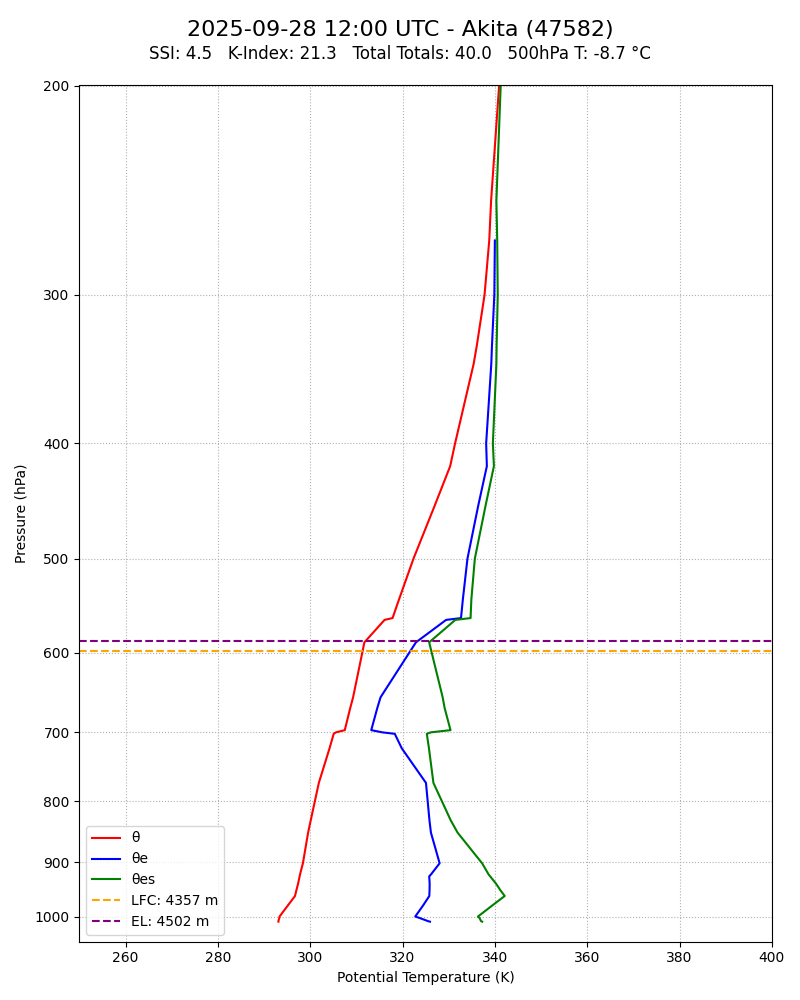 2025-09-28 12:00 UTC - Akita (47582)
SSI: 4.5 K-Index: 21.3 Total Totals: 40.0 500hPa T: -8.7 °C
200
300
400
500
600
700
800
900
1000
Pressure (hPa)
θ
θe
θes
LFC: 4357 m
EL: 4502 m
260 280 300 320 340 360 380 400
Potential Temperature (K)